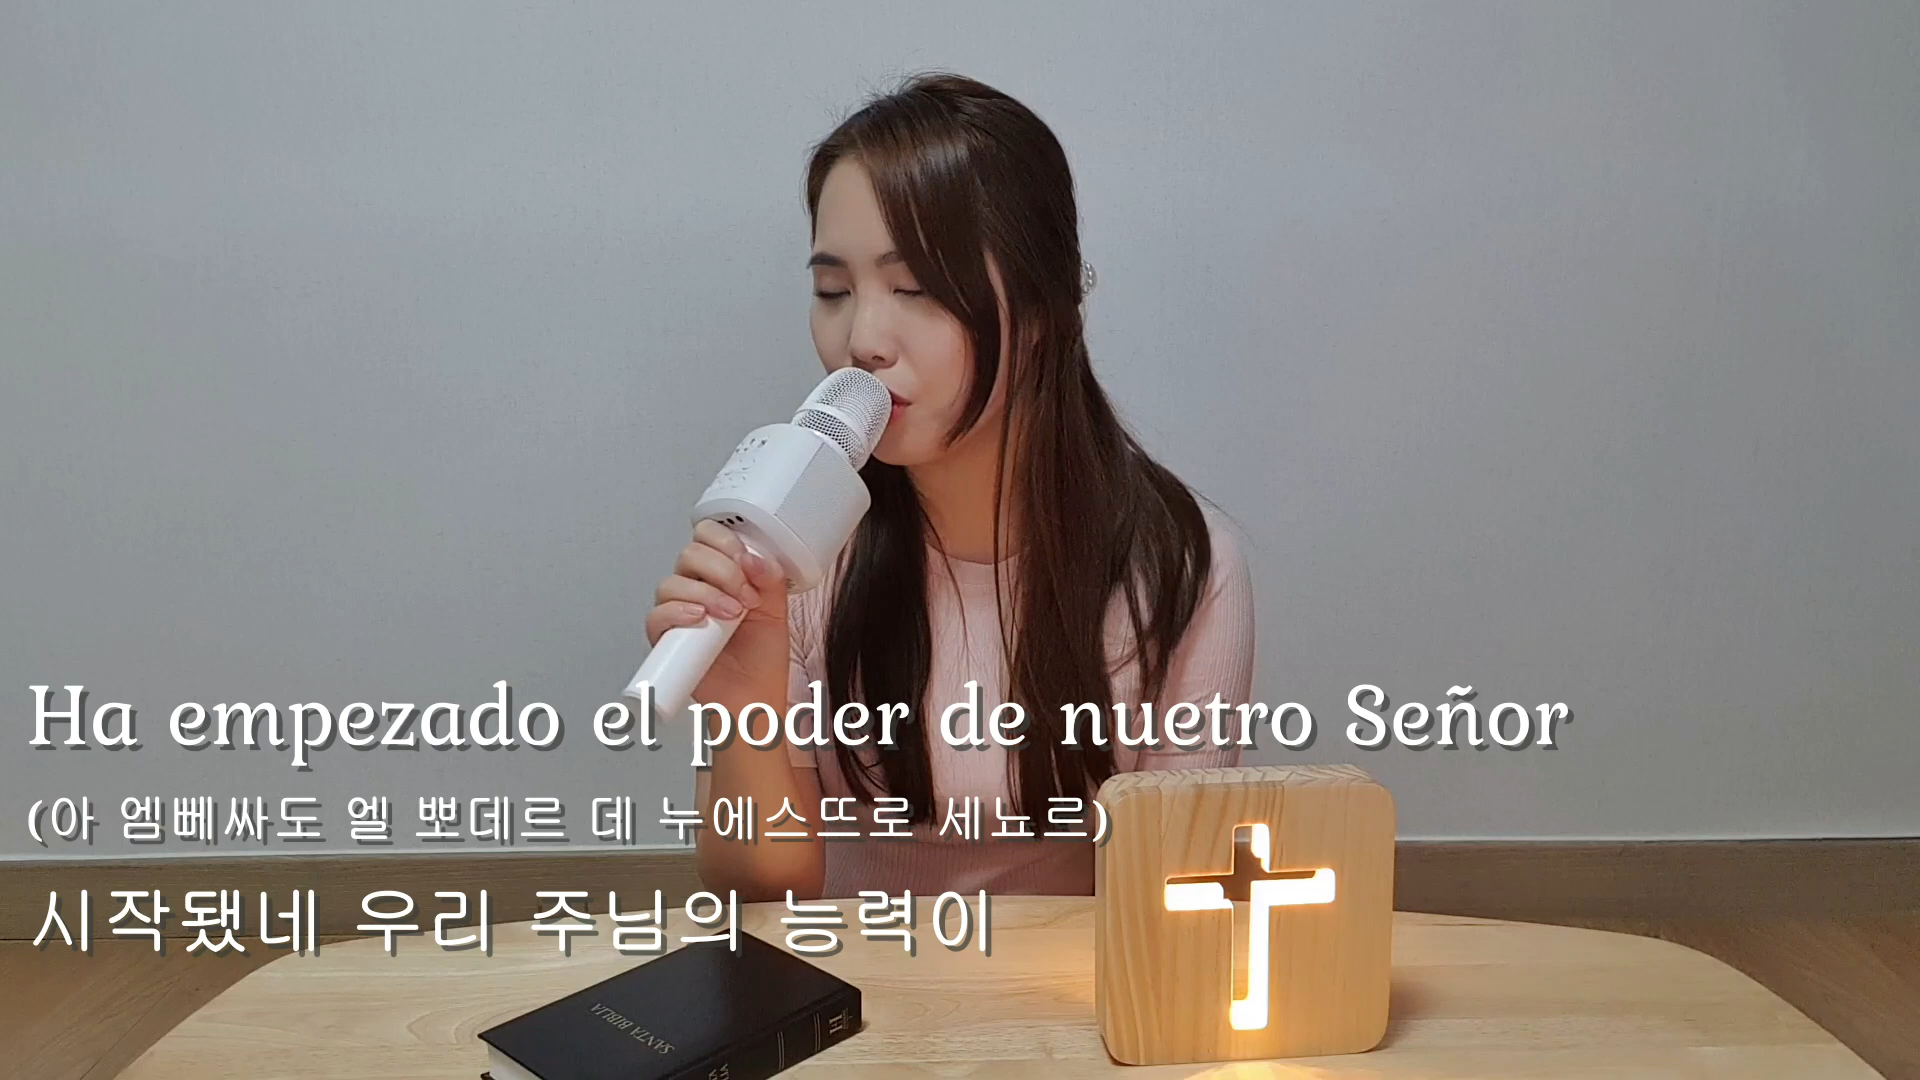 Ha empezado el poder de nuetro Señor
(아 엠뻬싸도 엘 뽀데르 데 누에스뜨로 세뇨르)
시작됐네 우리 주님의 능력이
SANTA BIBLIA